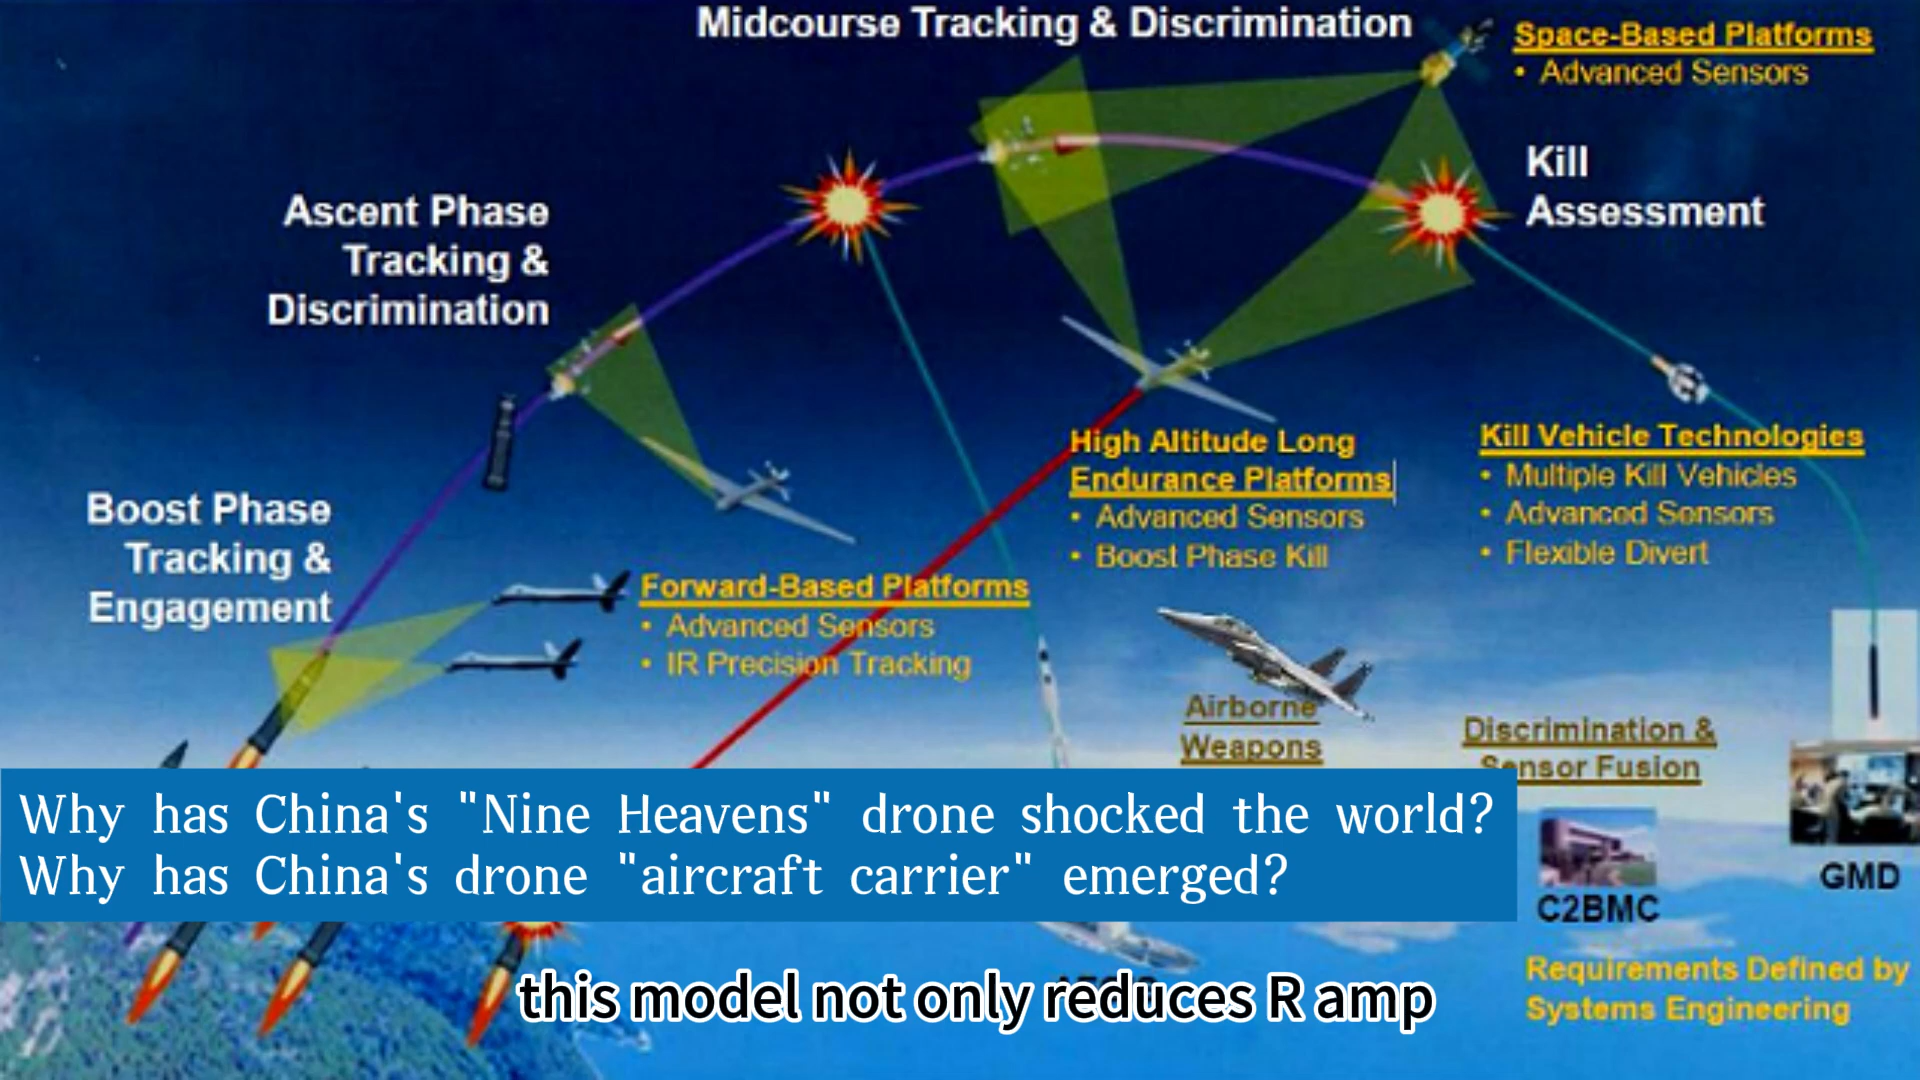 Midcourse Tracking & Discrimination
Space-Based Platforms
• Advanced Sensors
Kill
Assessment
Ascent Phase
Tracking &
Discrimination
High Altitude Long
Endurance Platforms
• Advanced Sensors
• Boost Phase Kill
Kill Vehicle Technologies
• Multiple Kill Vehicles
• Advanced Sensors
• Flexible Divert
Boost Phase
Tracking &
Engagement
Forward-Based Platforms
• Advanced Sensors
• IR Precision Tracking
Airborne
Weapons
Discrimination &
Sensor Fusion
Why has China's "Nine Heavens" drone shocked the world?
Why has China's drone "aircraft carrier" emerged?
GMD
C2BMC
Requirements Defined by
Systems Engineering
this model not only reduces R amp